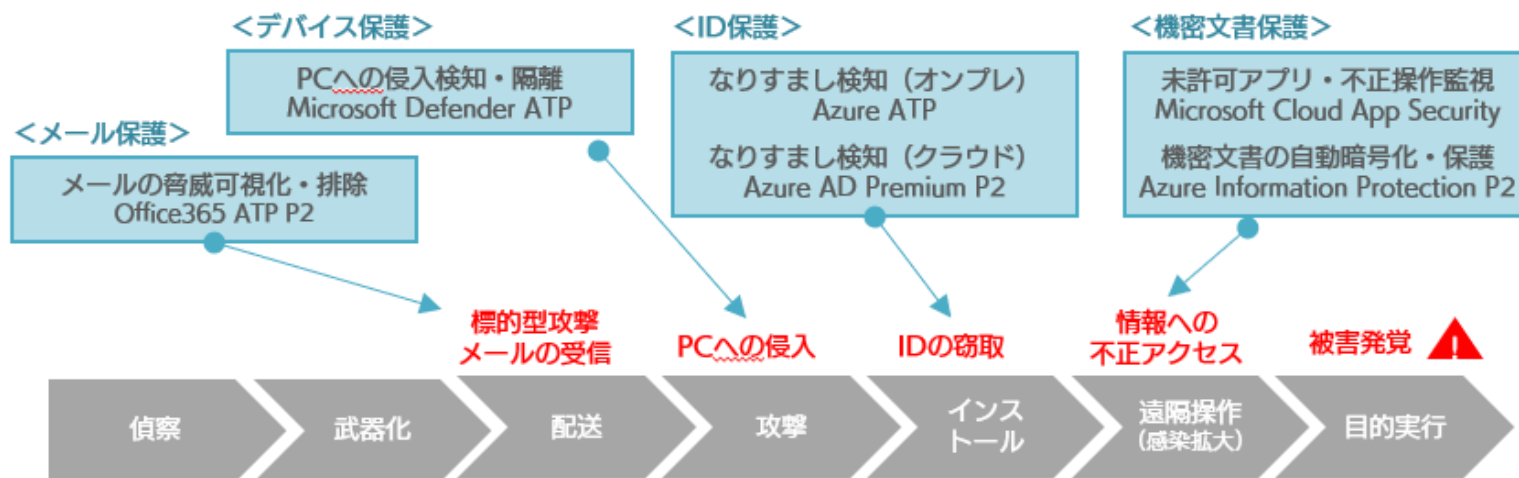 <メール保護>
メールの脅威可視化・排除
Office365 ATP P2
<デバイス保護>
PCへの侵入検知・隔離
Microsoft Defender ATP
<ID保護>
なりすまし検知（オンプレ）
Azure ATP
なりすまし検知（クラウド）
Azure AD Premium P2
<機密文書保護>
未許可アプリ・不正操作監視
Microsoft Cloud App Security
機密文書の自動暗号化・保護
Azure Information Protection P2
標的型攻撃
メールの受信
PCへの侵入
IDの窃取
情報への
不正アクセス
被害発覚
!
偵察
武器化
配送
攻撃
インス
トール
遠隔操作
（感染拡大）
目的実行